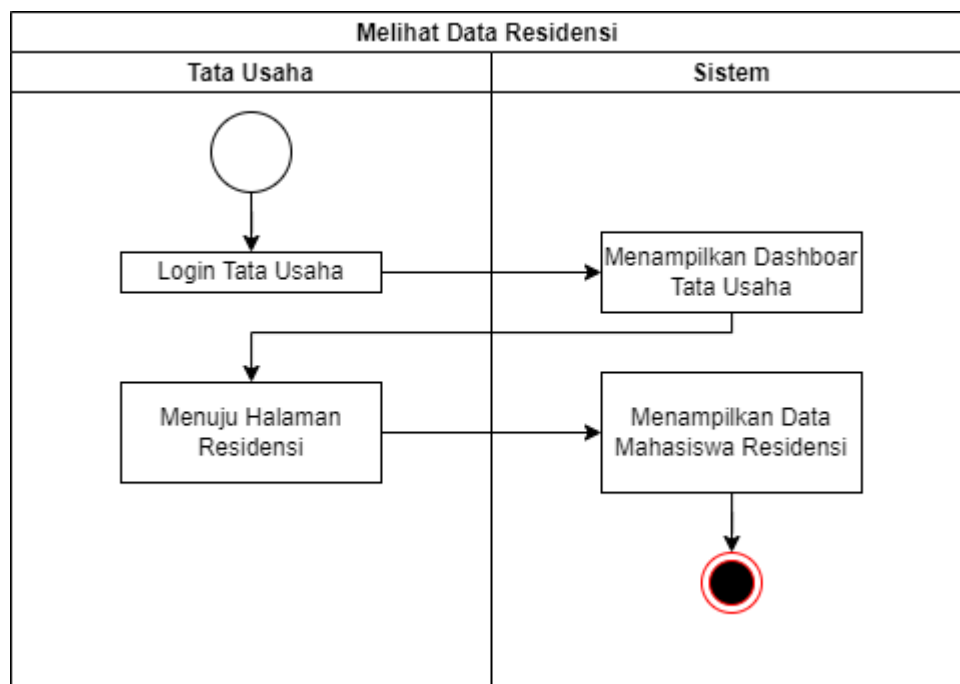 Melihat Data Residensi
Tata Usaha
Sistem
Login Tata Usaha
Menampilkan Dashboar
Tata Usaha
Menuju Halaman
Residensi
Menampilkan Data
Mahasiswa Residensi